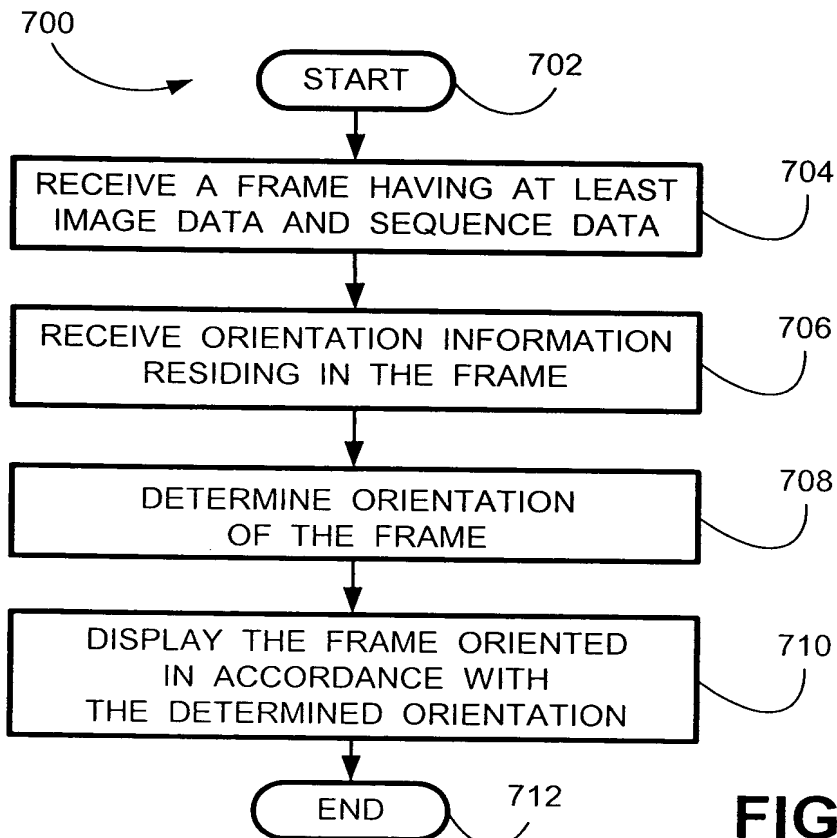 700
START
702
RECEIVE A FRAME HAVING AT LEAST
IMAGE DATA AND SEQUENCE DATA
704
RECEIVE ORIENTATION INFORMATION
RESIDING IN THE FRAME
706
DETERMINE ORIENTATION
OF THE FRAME
708
DISPLAY THE FRAME ORIENTED
IN ACCORDANCE WITH
THE DETERMINED ORIENTATION
710
END
712
FIG